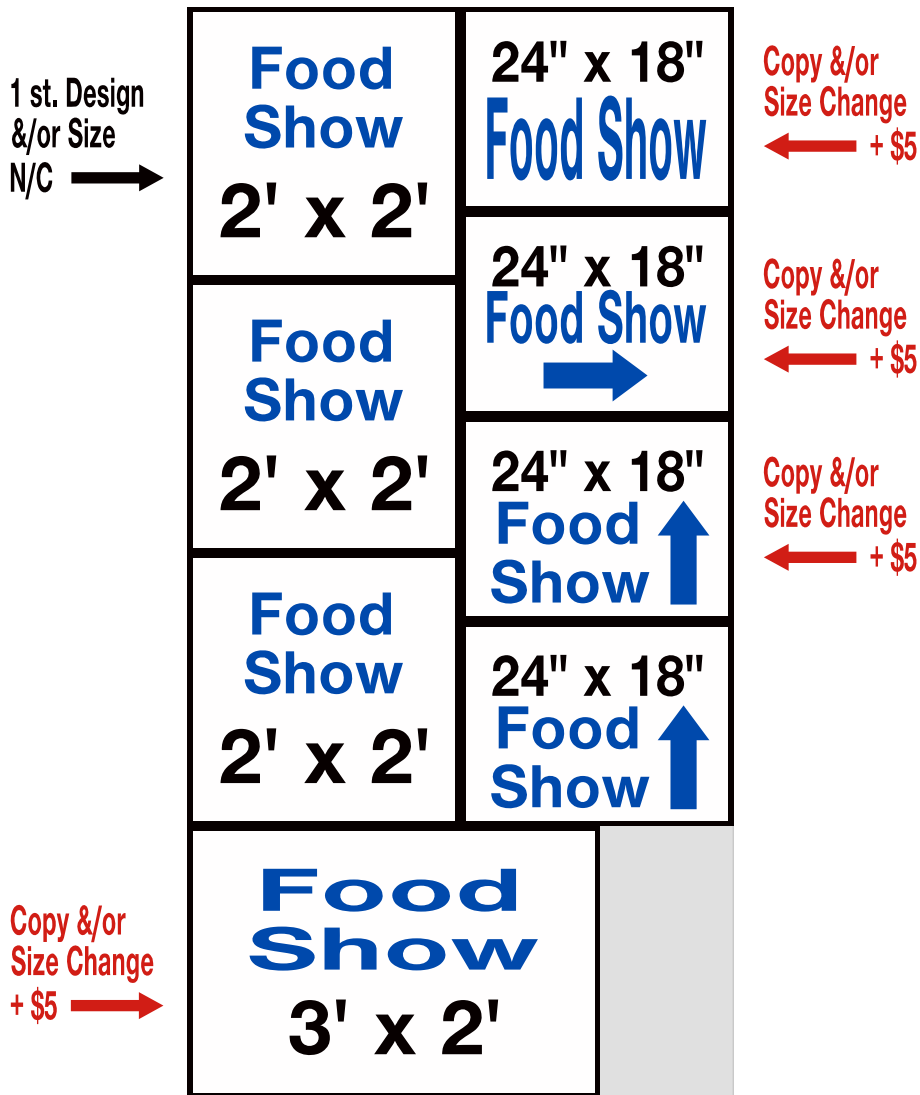 1 st. Design
&/or Size
N/C
Food
Show
2' x 2'
24" x 18"
Food Show
Copy &/or
Size Change
+ $5
24" x 18"
Food Show
Copy &/or
Size Change
+ $5
Food
Show
2' x 2'
24" x 18"
Food
Show
Copy &/or
Size Change
+ $5
Food
Show
2' x 2'
24" x 18"
Food
Show
Copy &/or
Size Change
+ $5
Food
Show
3' x 2'